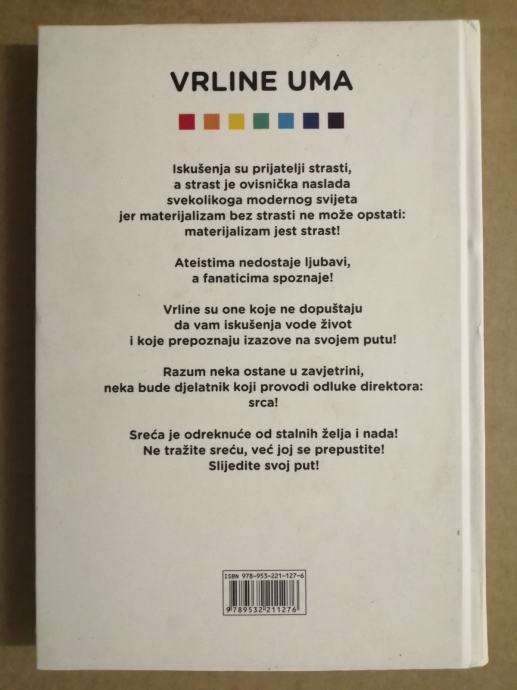 VRLINE UMA
Iskušenja su prijatelji strasti,
a strast je ovisnička naslada
svekolikoga modernog svijeta
jer materijalizam bez strasti ne može opstati:
materijalizam jest strast!
Ateistima nedostaje ljubavi,
a fanaticima spoznaje!
Vrline su one koje ne dopuštaju
da vam iskušenja vode život
i koje prepoznaju izazove na svojem putu!
Razum neka ostane u zavjetrini,
neka bude djelatnik koji provodi odluke direktora:
srca!
Sreća je odreknuće od stalnih želja i nada!
Ne tražite sreću, već joj se prepustite!
Slijedite svoj put!
ISBN 978-953-221-127-6
9 789532 211276